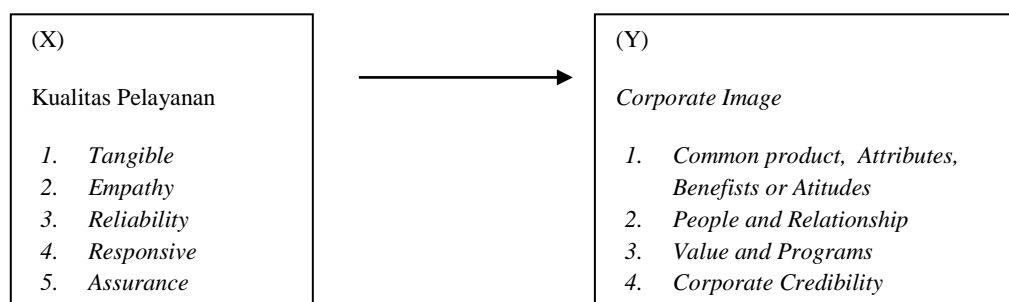 (X)
Kualitas Pelayanan
1. Tangible
2. Empathy
3. Reliability
4. Responsive
5. Assurance
(Y)
Corporate Image
1. Common product, Attributes,
Benefists or Atitudes
2. People and Relationship
3. Value and Programs
4. Corporate Credibility